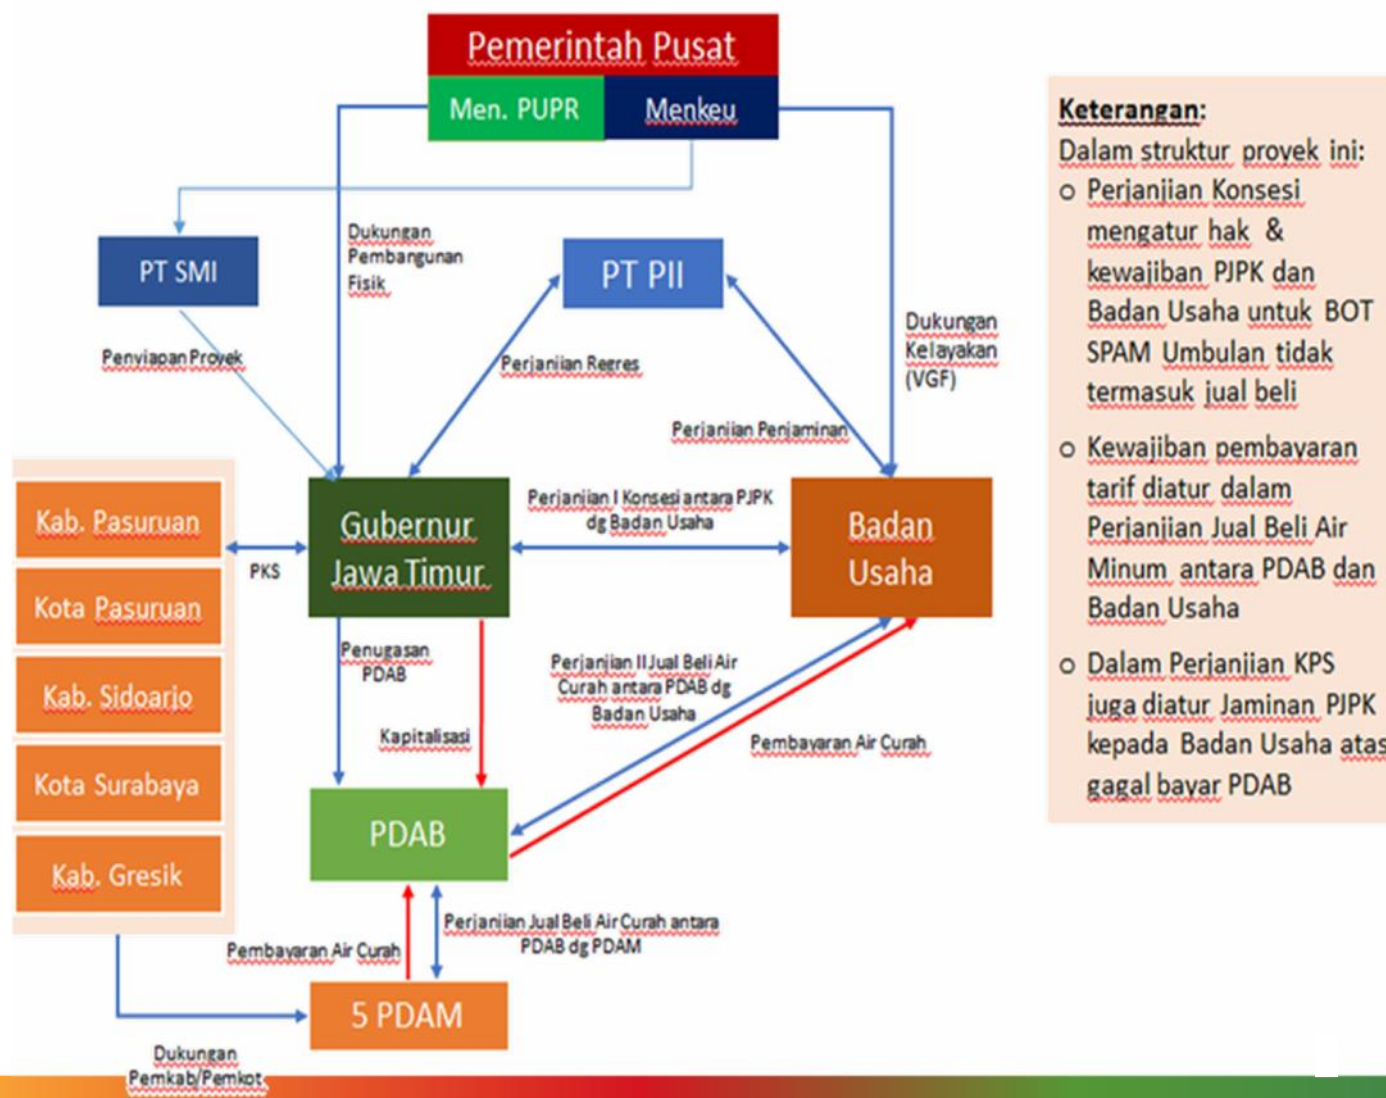 Pemerintah Pusat
Men. PUPR
Menkeu
PT SMI
Dukungan
Pembangunan
Fisik
PT PII
Penyiapan Proyek
Perjanjian Regres
Dukungan
Kelayakan
(VGF)
Perjanjian Penjaminan
Kab. Pasuruan
Kota Pasuruan
Kab. Sidoarjo
Kota Surabaya
Kab. Gresik
PKS
Gubernur
Jawa Timur
Perjanjian I Konsesi antara PJPK
dg Badan Usaha
Badan
Usaha
Penugasan
PDAB
Kapitalisasi
Perjanjian II Jual Beli Air
Curah antara PDAB dg
Badan Usaha
Pembayaran Air Curah
PDAB
Pembayaran Air Curah
Perjanjian Jual Beli Air Curah antara
PDAB dg PDAM
5 PDAM
Dukungan
Pemkab/Pemkot
Keterangan:
Dalam struktur proyek ini:
o Perjanjian Konsesi
mengatur hak &
kewajiban PJPK dan
Badan Usaha untuk BOT
SPAM Umbulan tidak
termasuk jual beli
o Kewajiban pembayaran
tarif diatur dalam
Perjanjian Jual Beli Air
Minum antara PDAB dan
Badan Usaha
o Dalam Perjanjian KPS
juga diatur Jaminan PJPK
kepada Badan Usaha atas
gagal bayar PDAB